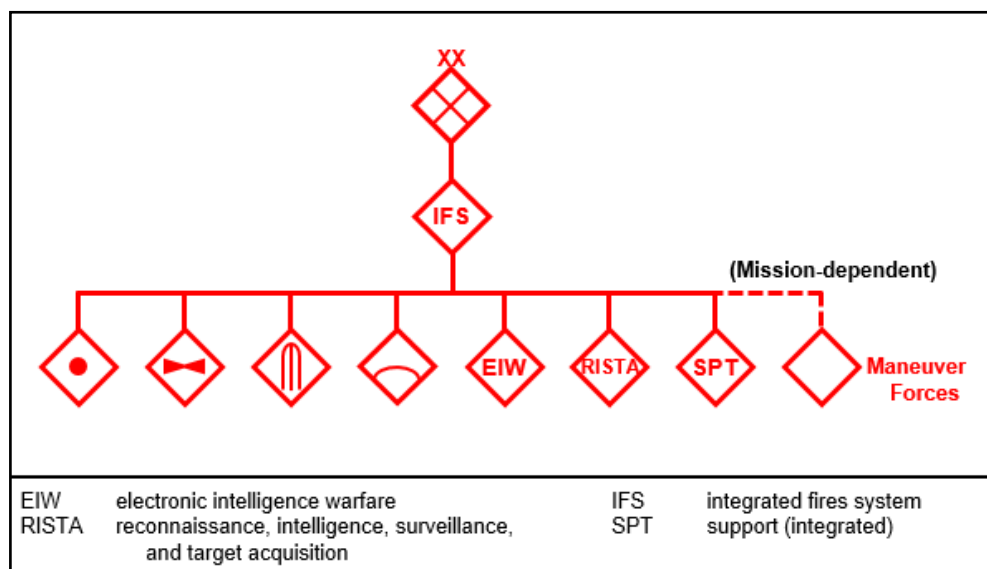 XX
IFS
(Mission-dependent)
EIW
RISTA
SPT
Maneuver
Forces
EIW electronic intelligence warfare
RISTA reconnaissance, intelligence, surveillance,
and target acquisition
IFS integrated fires system
SPT support (integrated)